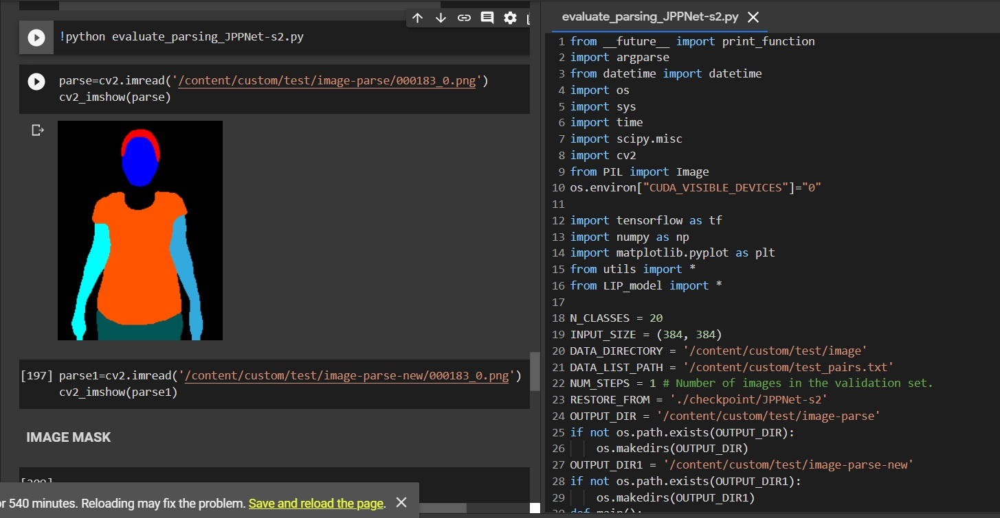 !python evaluate_parsing_JPPNet-s2.py
parse=cv2.imread('/content/custom/test/image-parse/000183_0.png')
cv2_imshow(parse)
[197] parse1=cv2.imread('/content/custom/test/image-parse-new/000183_0.png')
cv2_imshow(parse1)
IMAGE MASK
or 540 minutes. Reloading may fix the problem. Save and reload the page.
evaluate_parsing_JPPNet-s2.py
1 from __future__ import print_function
2 import argparse
3 from datetime import datetime
4 import os
5 import sys
6 import time
7 import scipy.misc
8 import cv2
9 from PIL import Image
10 os.environ["CUDA_VISIBLE_DEVICES"]="0"
11
12 import tensorflow as tf
13 import numpy as np
14 import matplotlib.pyplot as plt
15 from utils import *
16 from LIP_model import *
17
18 N_CLASSES = 20
19 INPUT_SIZE = (384, 384)
20 DATA_DIRECTORY = '/content/custom/test/image'
21 DATA_LIST_PATH = '/content/custom/test_pairs.txt'
22 NUM_STEPS = 1 # Number of images in the validation set.
23 RESTORE_FROM = './checkpoint/JPPNet-s2'
24 OUTPUT_DIR = '/content/custom/test/image-parse'
25 if not os.path.exists(OUTPUT_DIR):
26 os.makedirs(OUTPUT_DIR)
27 OUTPUT_DIR1 = '/content/custom/test/image-parse-new'
28 if not os.path.exists(OUTPUT_DIR1):
29 os.makedirs(OUTPUT_DIR1)
30 def main():